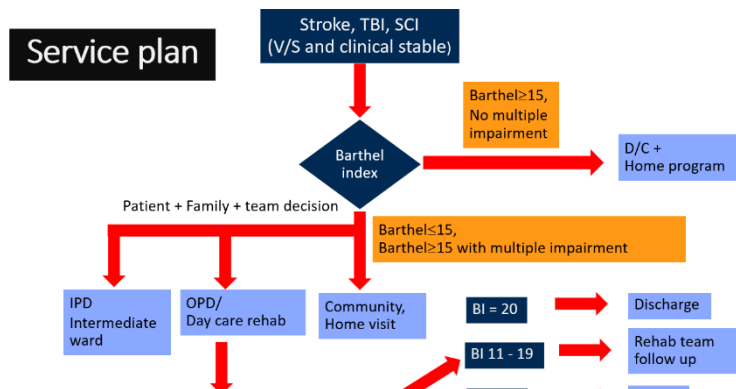 Service plan
Stroke, TBI, SCI
(V/S and clinical stable)
Barthel≥15,
No multiple
impairment
Barthel
index
D/C +
Home program
Patient + Family + team decision
Barthel≤15,
Barthel≥15 with multiple impairment
IPD
Intermediate
ward
OPD/
Day care rehab
Community,
Home visit
BI = 20
Discharge
BI 11 - 19
Rehab team
follow up